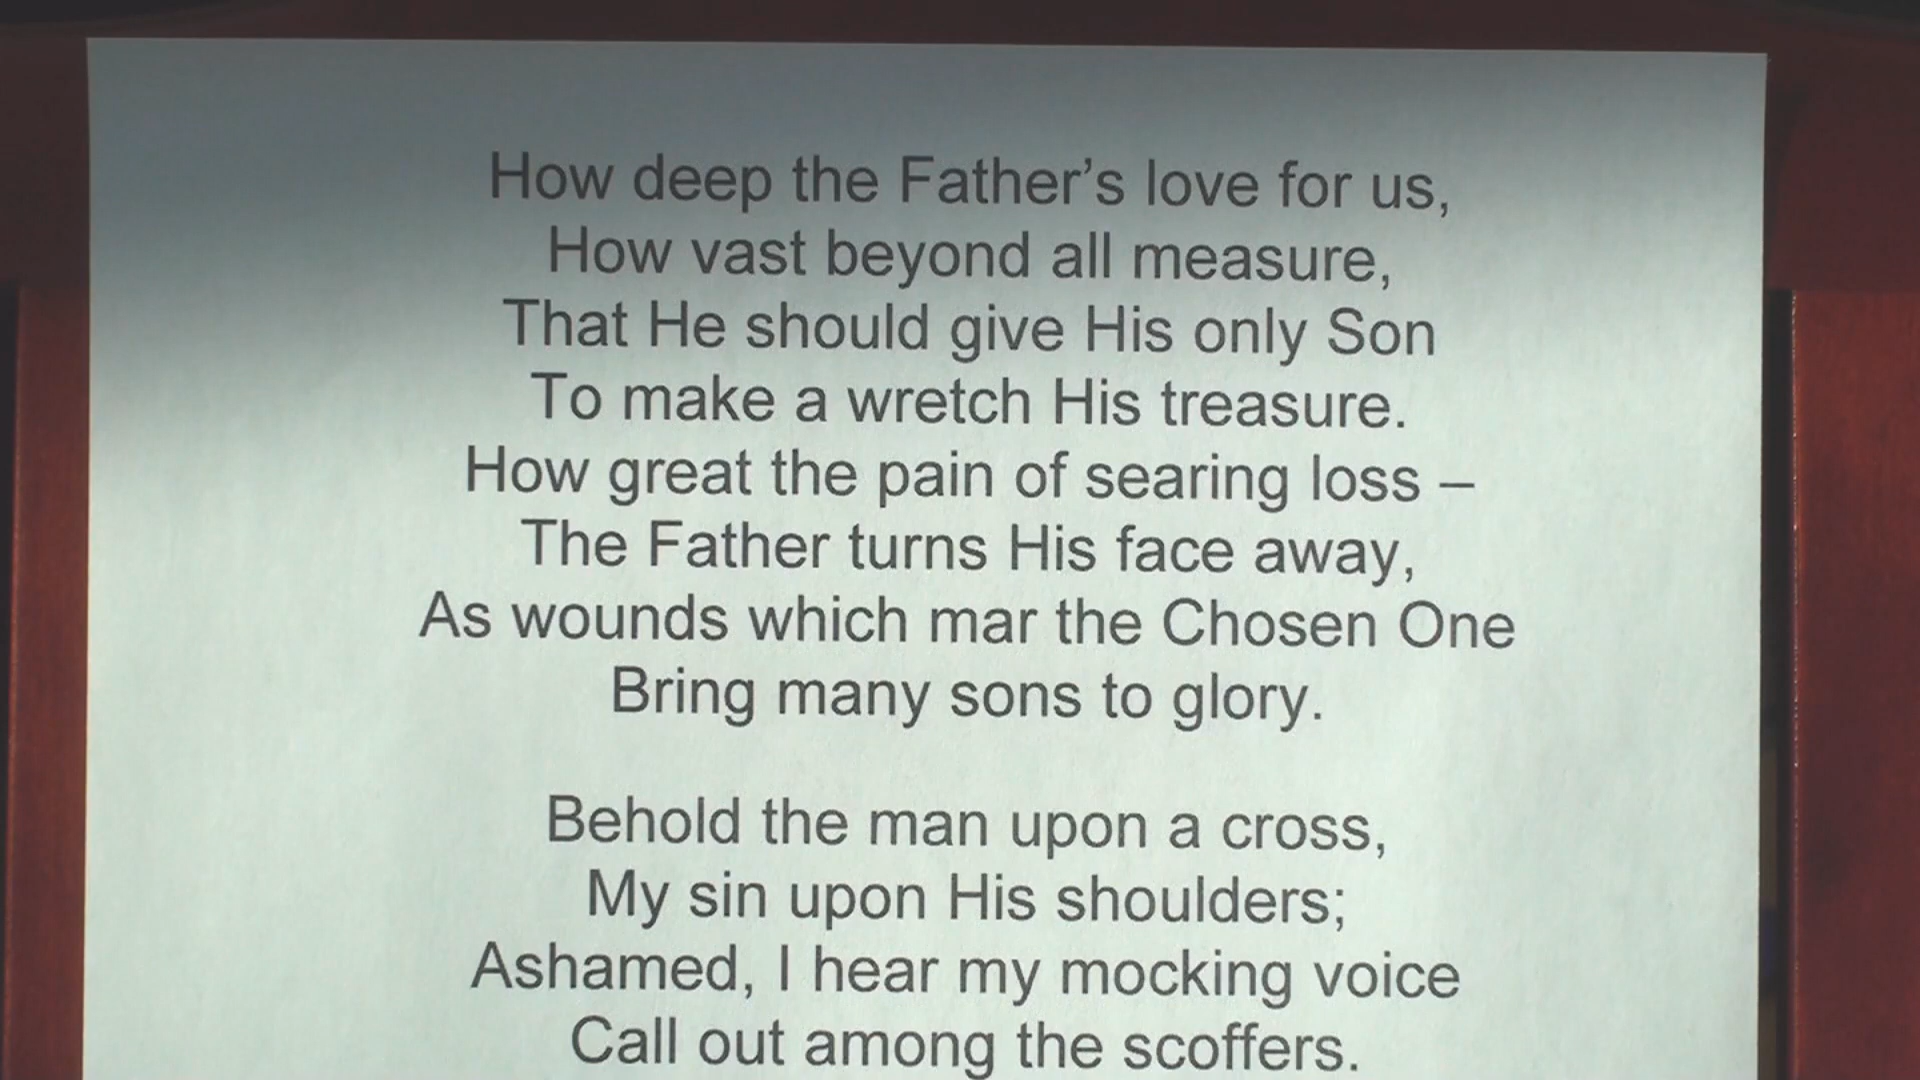 How deep the Father’s love for us,
How vast beyond all measure,
That He should give His only Son
To make a wretch His treasure.
How great the pain of searing loss –
The Father turns His face away,
As wounds which mar the Chosen One
Bring many sons to glory.
Behold the man upon a cross,
My sin upon His shoulders;
Ashamed, I hear my mocking voice
Call out among the scoffers.